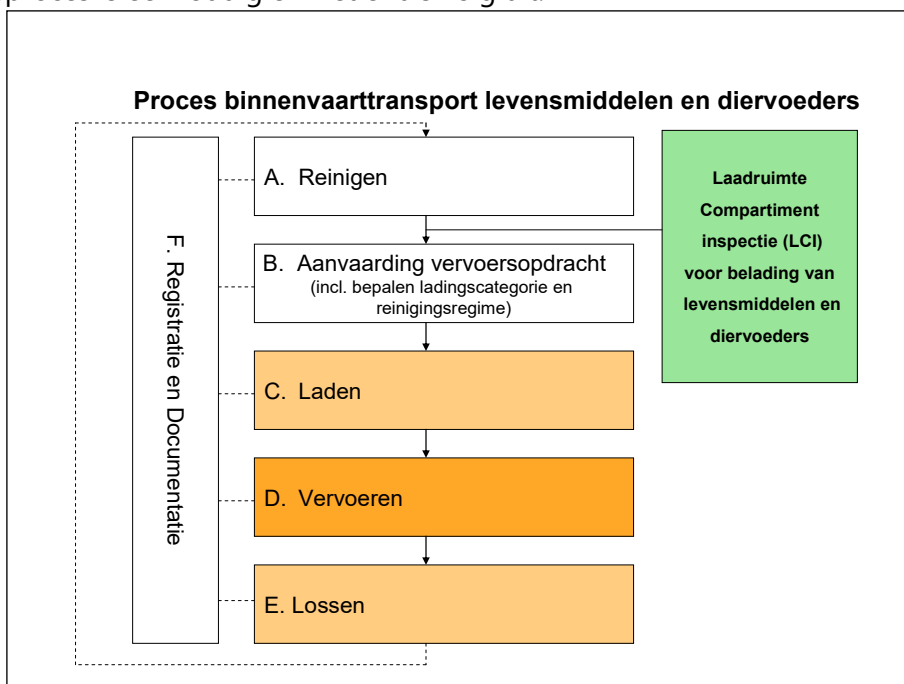 Proces binnenvaarttransport levensmiddelen en diervoeders
A. Reinigen
B. Aanvaarding vervoersopdracht
(incl. bepalen ladingscategorie en
reinigingsregime)
C. Laden
D. Vervoeren
E. Lossen
F. Registratie en Documentatie
Laadruimte
Compartiment
inspectie (LCI)
voor belading van
levensmiddelen en
diervoeders